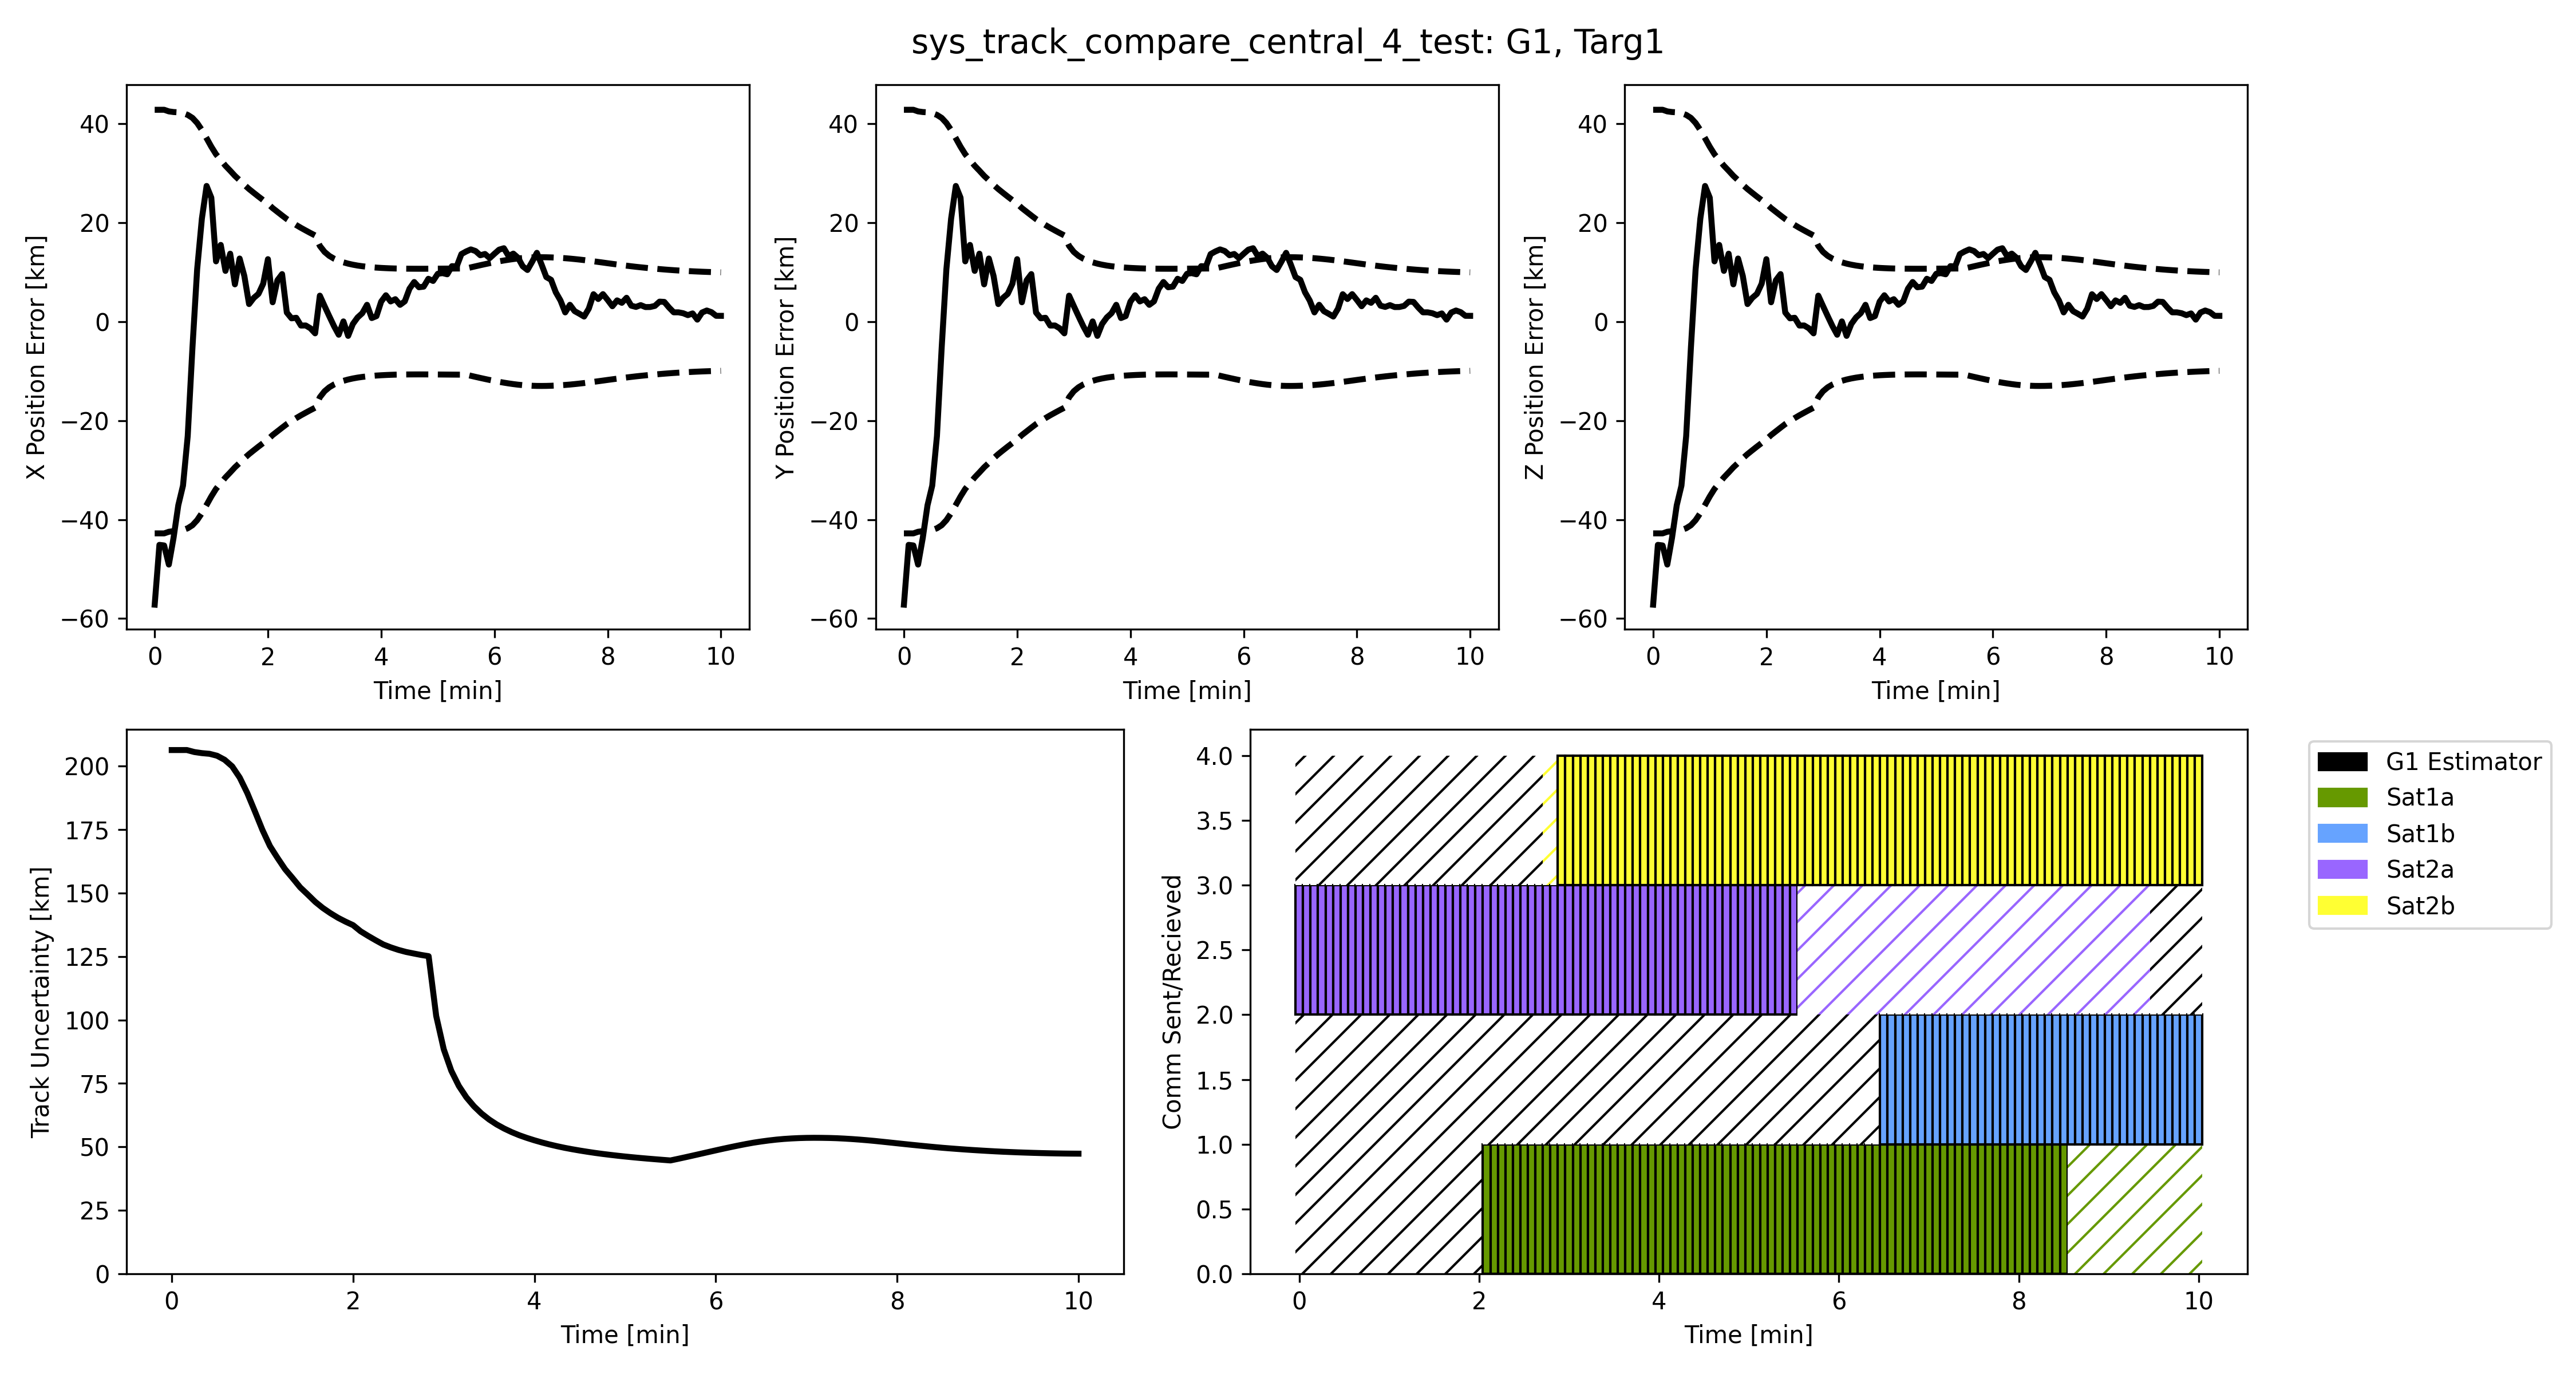 sys_track_compare_central_4_test: G1, Targ1
X Position Error [km]
40
20
0
−20
−40
−60
0 2 4 6 8 10
Time [min]
Y Position Error [km]
40
20
0
−20
−40
−60
0 2 4 6 8 10
Time [min]
Z Position Error [km]
40
20
0
−20
−40
−60
0 2 4 6 8 10
Time [min]
Track Uncertainty [km]
200
175
150
125
100
75
50
25
0
0 2 4 6 8 10
Time [min]
Comm Sent/Recieved
4.0
3.5
3.0
2.5
2.0
1.5
1.0
0.5
0.0
0 2 4 6 8 10
Time [min]
G1 Estimator
Sat1a
Sat1b
Sat2a
Sat2b